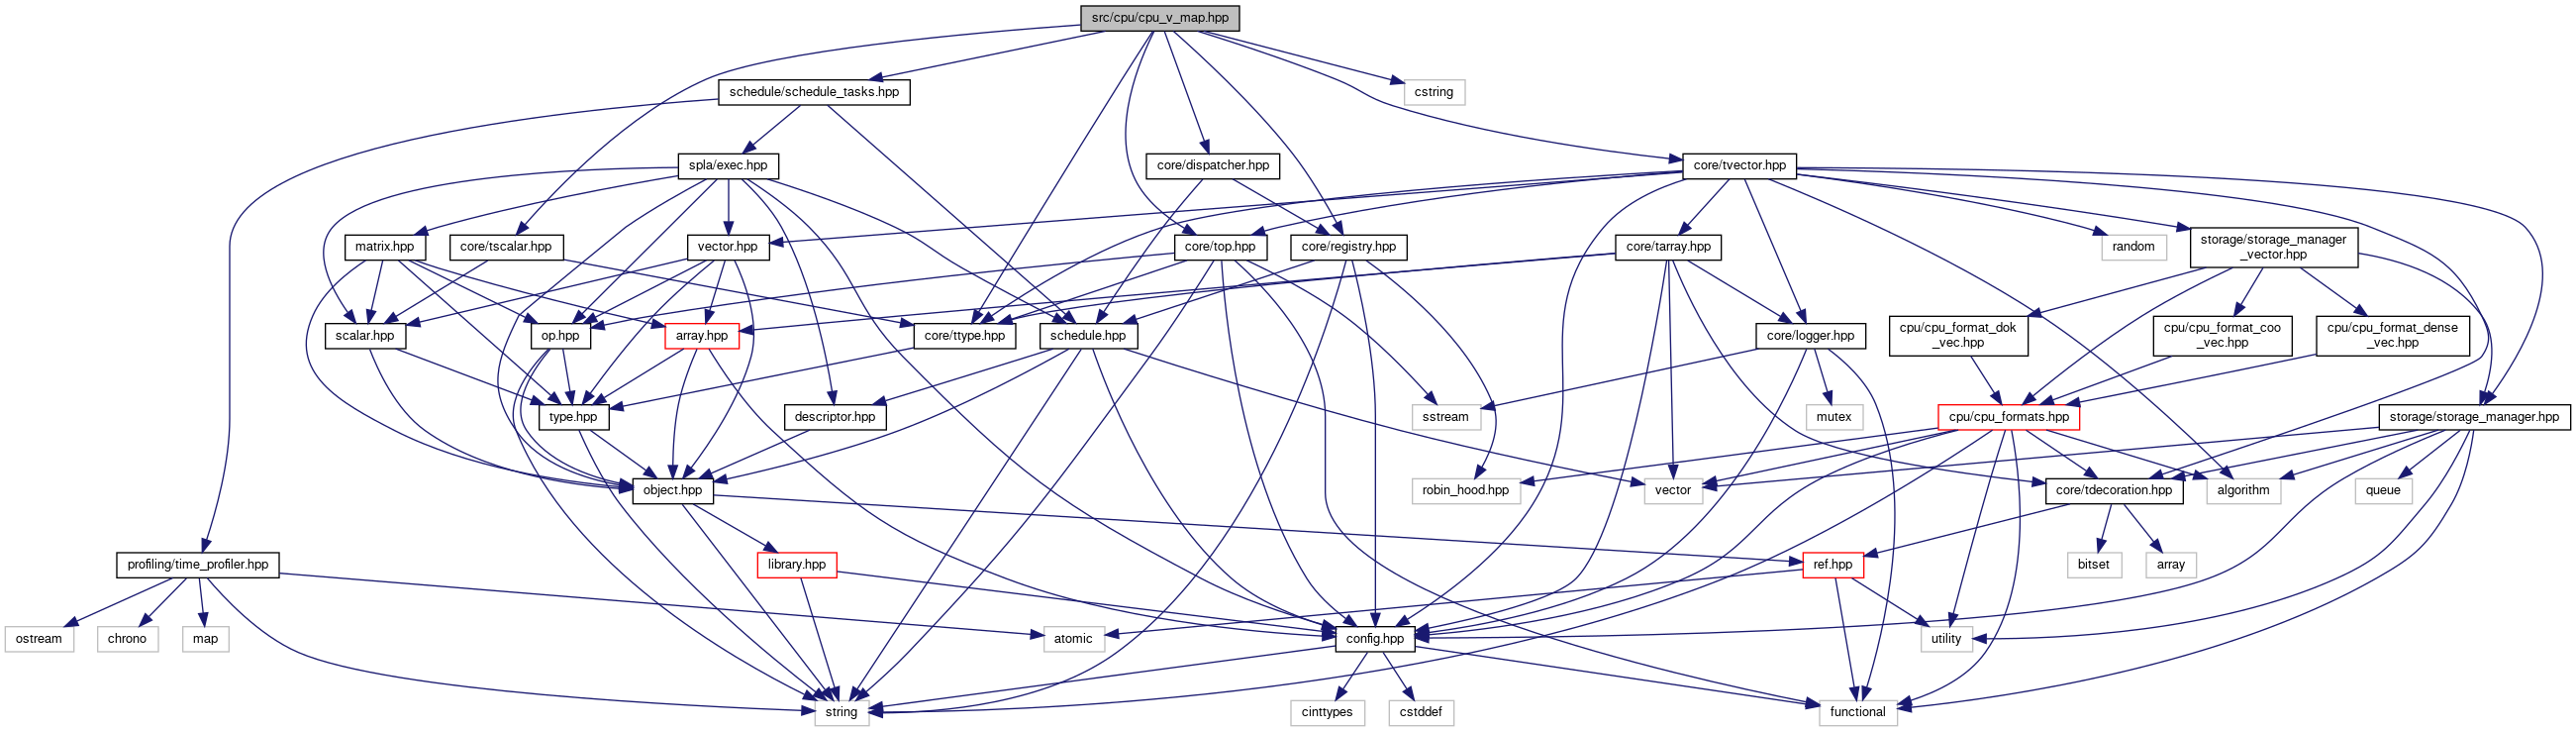 src/cpu/cpu_v_map.hpp
schedule/schedule_tasks.hpp
cstring
spla/exec.hpp
core/dispatcher.hpp
core/tvector.hpp
matrix.hpp
core/tscalar.hpp
vector.hpp
core/top.hpp
core/registry.hpp
core/tarray.hpp
random
storage/storage_manager
_vector.hpp
scalar.hpp
op.hpp
array.hpp
core/ttype.hpp
schedule.hpp
core/logger.hpp
cpu/cpu_format_dok
_vec.hpp
cpu/cpu_format_coo
_vec.hpp
cpu/cpu_format_dense
_vec.hpp
type.hpp
descriptor.hpp
sstream
mutex
cpu/cpu_formats.hpp
storage/storage_manager.hpp
object.hpp
robin_hood.hpp
vector
core/tdecoration.hpp
algorithm
queue
profiling/time_profiler.hpp
library.hpp
ref.hpp
bitset
array
ostream
chrono
map
atomic
config.hpp
utility
string
cinttypes
cstddef
functional